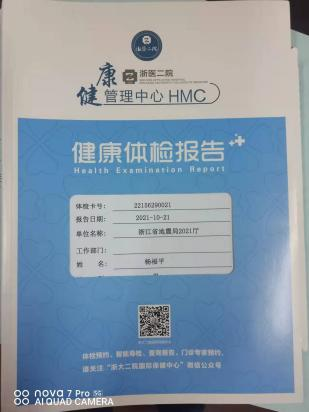 浙医二院
康
浙医二院
健 管理中心 HMC
健康体检报告
Health Examination Report
体检卡号: 22156290021
报告日期: 2021-10-21
单位名称: 浙江省地震局2021厅
工作部门:
姓 名: 杨福平
体检预约、智能导检、查询报告、门诊专家预约,
请关注“浙大二院国际保健中心”微信公众号
nova 7 Pro 5G
AI QUAD CAMERA